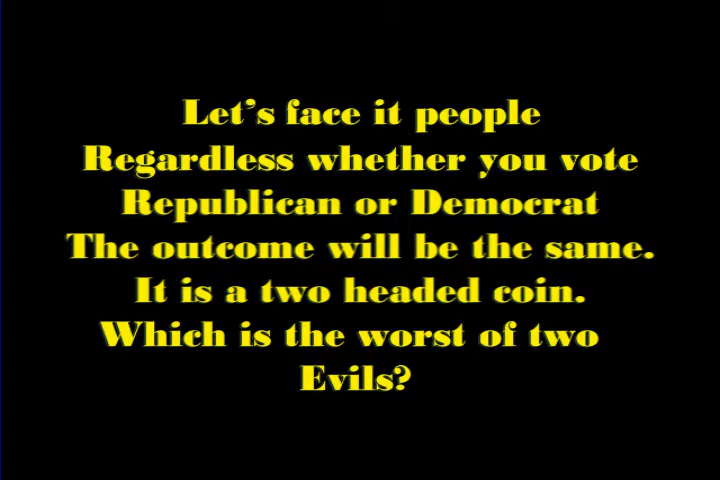 Let's face it people
Regardless whether you vote
Republican or Democrat
The outcome will be the same.
It is a two headed coin.
Which is the worst of two
Evils?